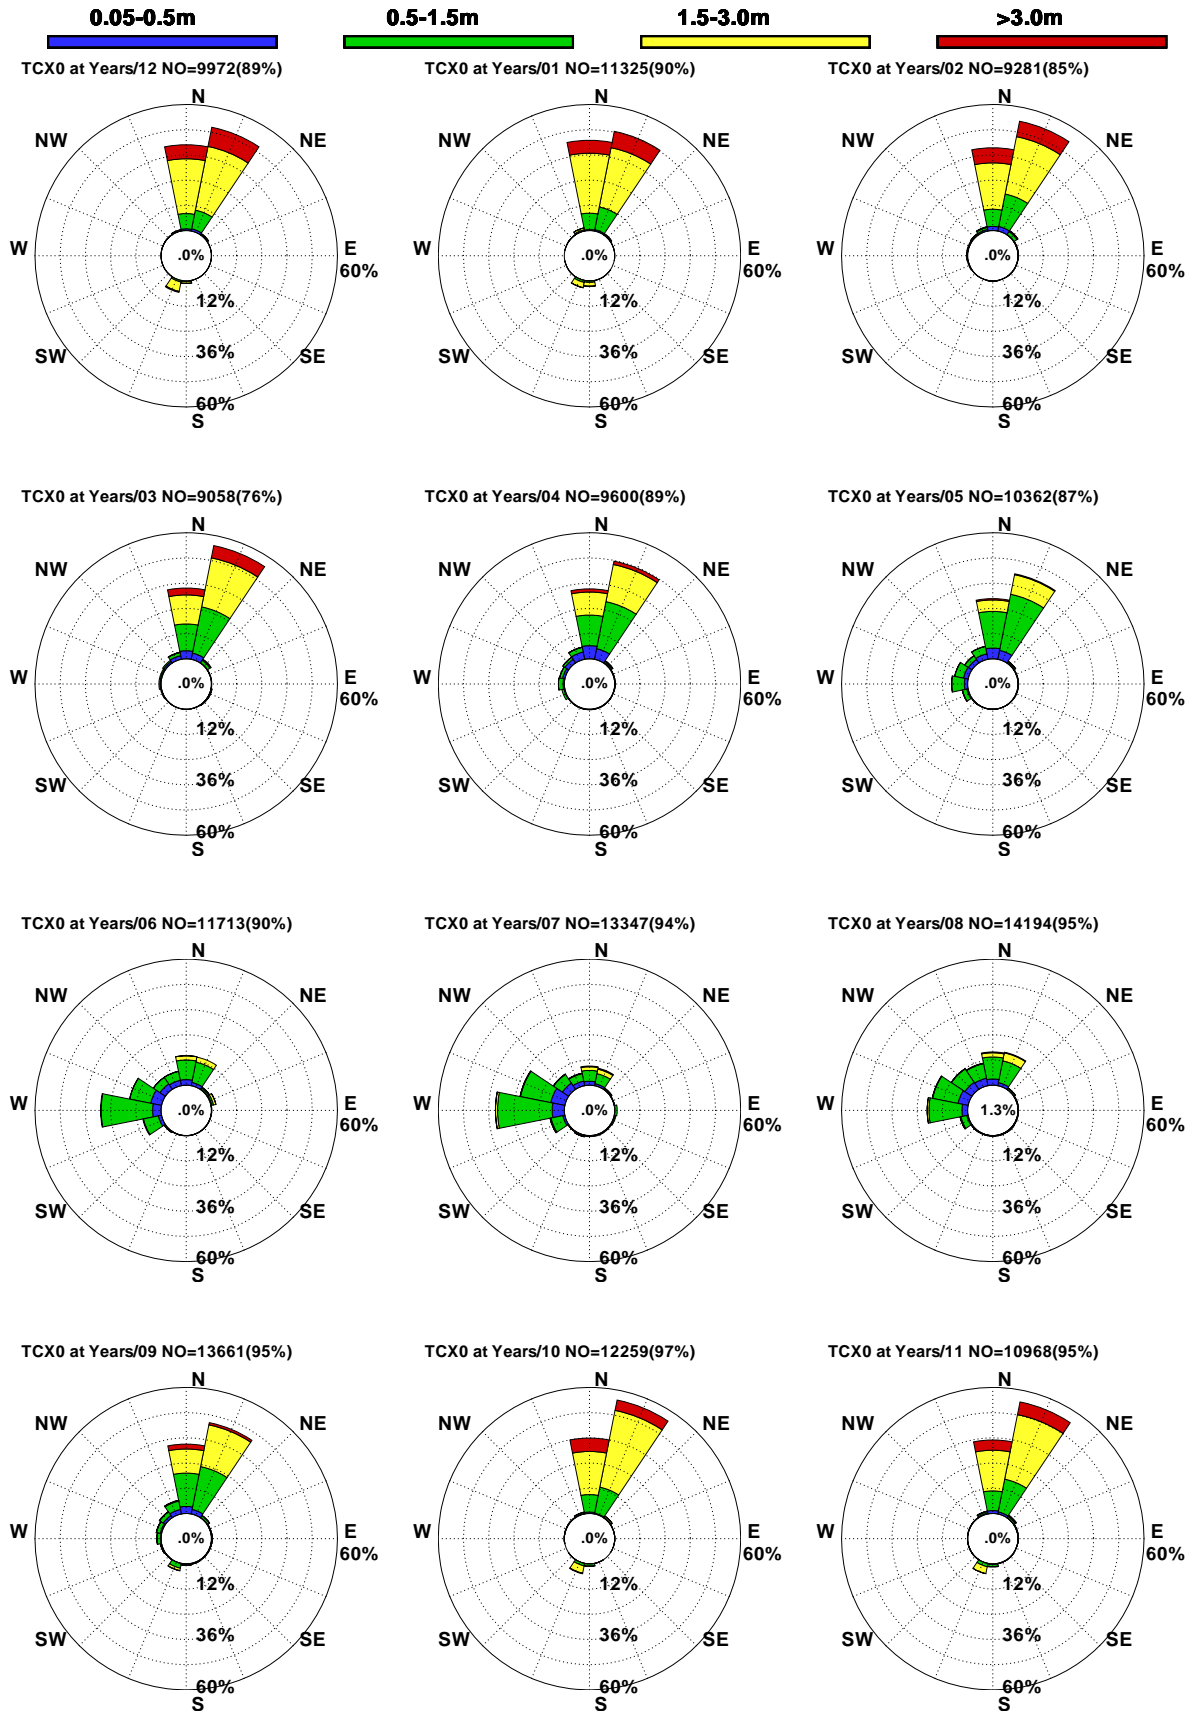 0.05-0.5m 0.5-1.5m 1.5-3.0m >3.0m
TCX0 at Years/12 NO=9972(89%)
N
NW NE
W .0% E
60%
12%
SW 36% SE
60%
S
TCX0 at Years/01 NO=11325(90%)
N
NW NE
W .0% E
60%
12%
SW 36% SE
60%
S
TCX0 at Years/02 NO=9281(85%)
N
NW NE
W .0% E
60%
12%
SW 36% SE
60%
S
TCX0 at Years/03 NO=9058(76%)
N
NW NE
W .0% E
60%
12%
SW 36% SE
60%
S
TCX0 at Years/04 NO=9600(89%)
N
NW NE
W .0% E
60%
12%
SW 36% SE
60%
S
TCX0 at Years/05 NO=10362(87%)
N
NW NE
W .0% E
60%
12%
SW 36% SE
60%
S
TCX0 at Years/06 NO=11713(90%)
N
NW NE
W .0% E
60%
12%
SW 36% SE
60%
S
TCX0 at Years/07 NO=13347(94%)
N
NW NE
W .0% E
60%
12%
SW 36% SE
60%
S
TCX0 at Years/08 NO=14194(95%)
N
NW NE
W 1.3% E
60%
12%
SW 36% SE
60%
S
TCX0 at Years/09 NO=13661(95%)
N
NW NE
W .0% E
60%
12%
SW 36% SE
60%
S
TCX0 at Years/10 NO=12259(97%)
N
NW NE
W .0% E
60%
12%
SW 36% SE
60%
S
TCX0 at Years/11 NO=10968(95%)
N
NW NE
W .0% E
60%
12%
SW 36% SE
60%
S